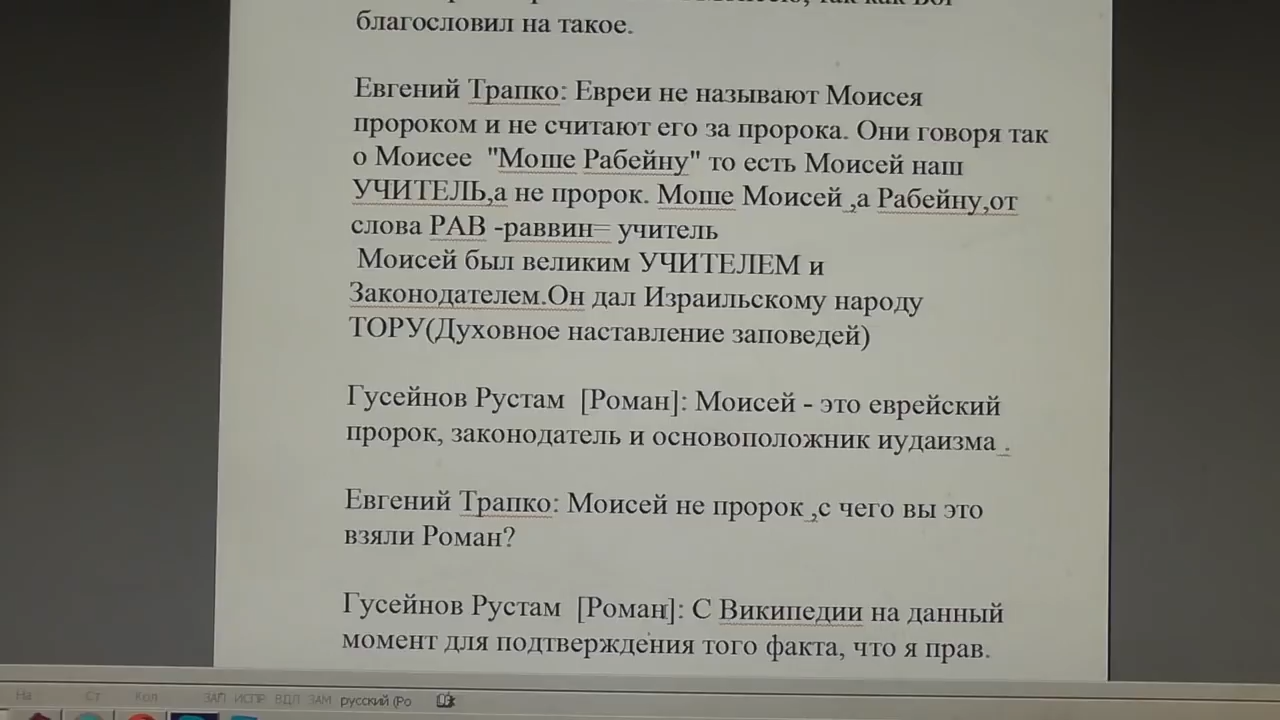 благословил на такое.
Евгений Трапко: Евреи не называют Моисея
пророком и не считают его за пророка. Они говоря так
о Моисее  "Моше Рабейну" то есть Моисей наш
УЧИТЕЛЬ,а не пророк. Моше Моисей ,а Рабейну,от
слова РАВ -раввин= учитель
Моисей был великим УЧИТЕЛЕМ и
Законодателем.Он дал Израильскому народу
ТОРУ(Духовное наставление заповедей)
Гусейнов Рустам  [Роман]: Моисей - это еврейский
пророк, законодатель и основоположник иудаизма .
Евгений Трапко: Моисей не пророк ,с чего вы это
взяли Роман?
Гусейнов Рустам  [Роман]: С Википедии на данный
момент для подтверждения того факта, что я прав.
На Ст Кол ЗАП ИСПР ВДЛ ЗАМ русский (Ро